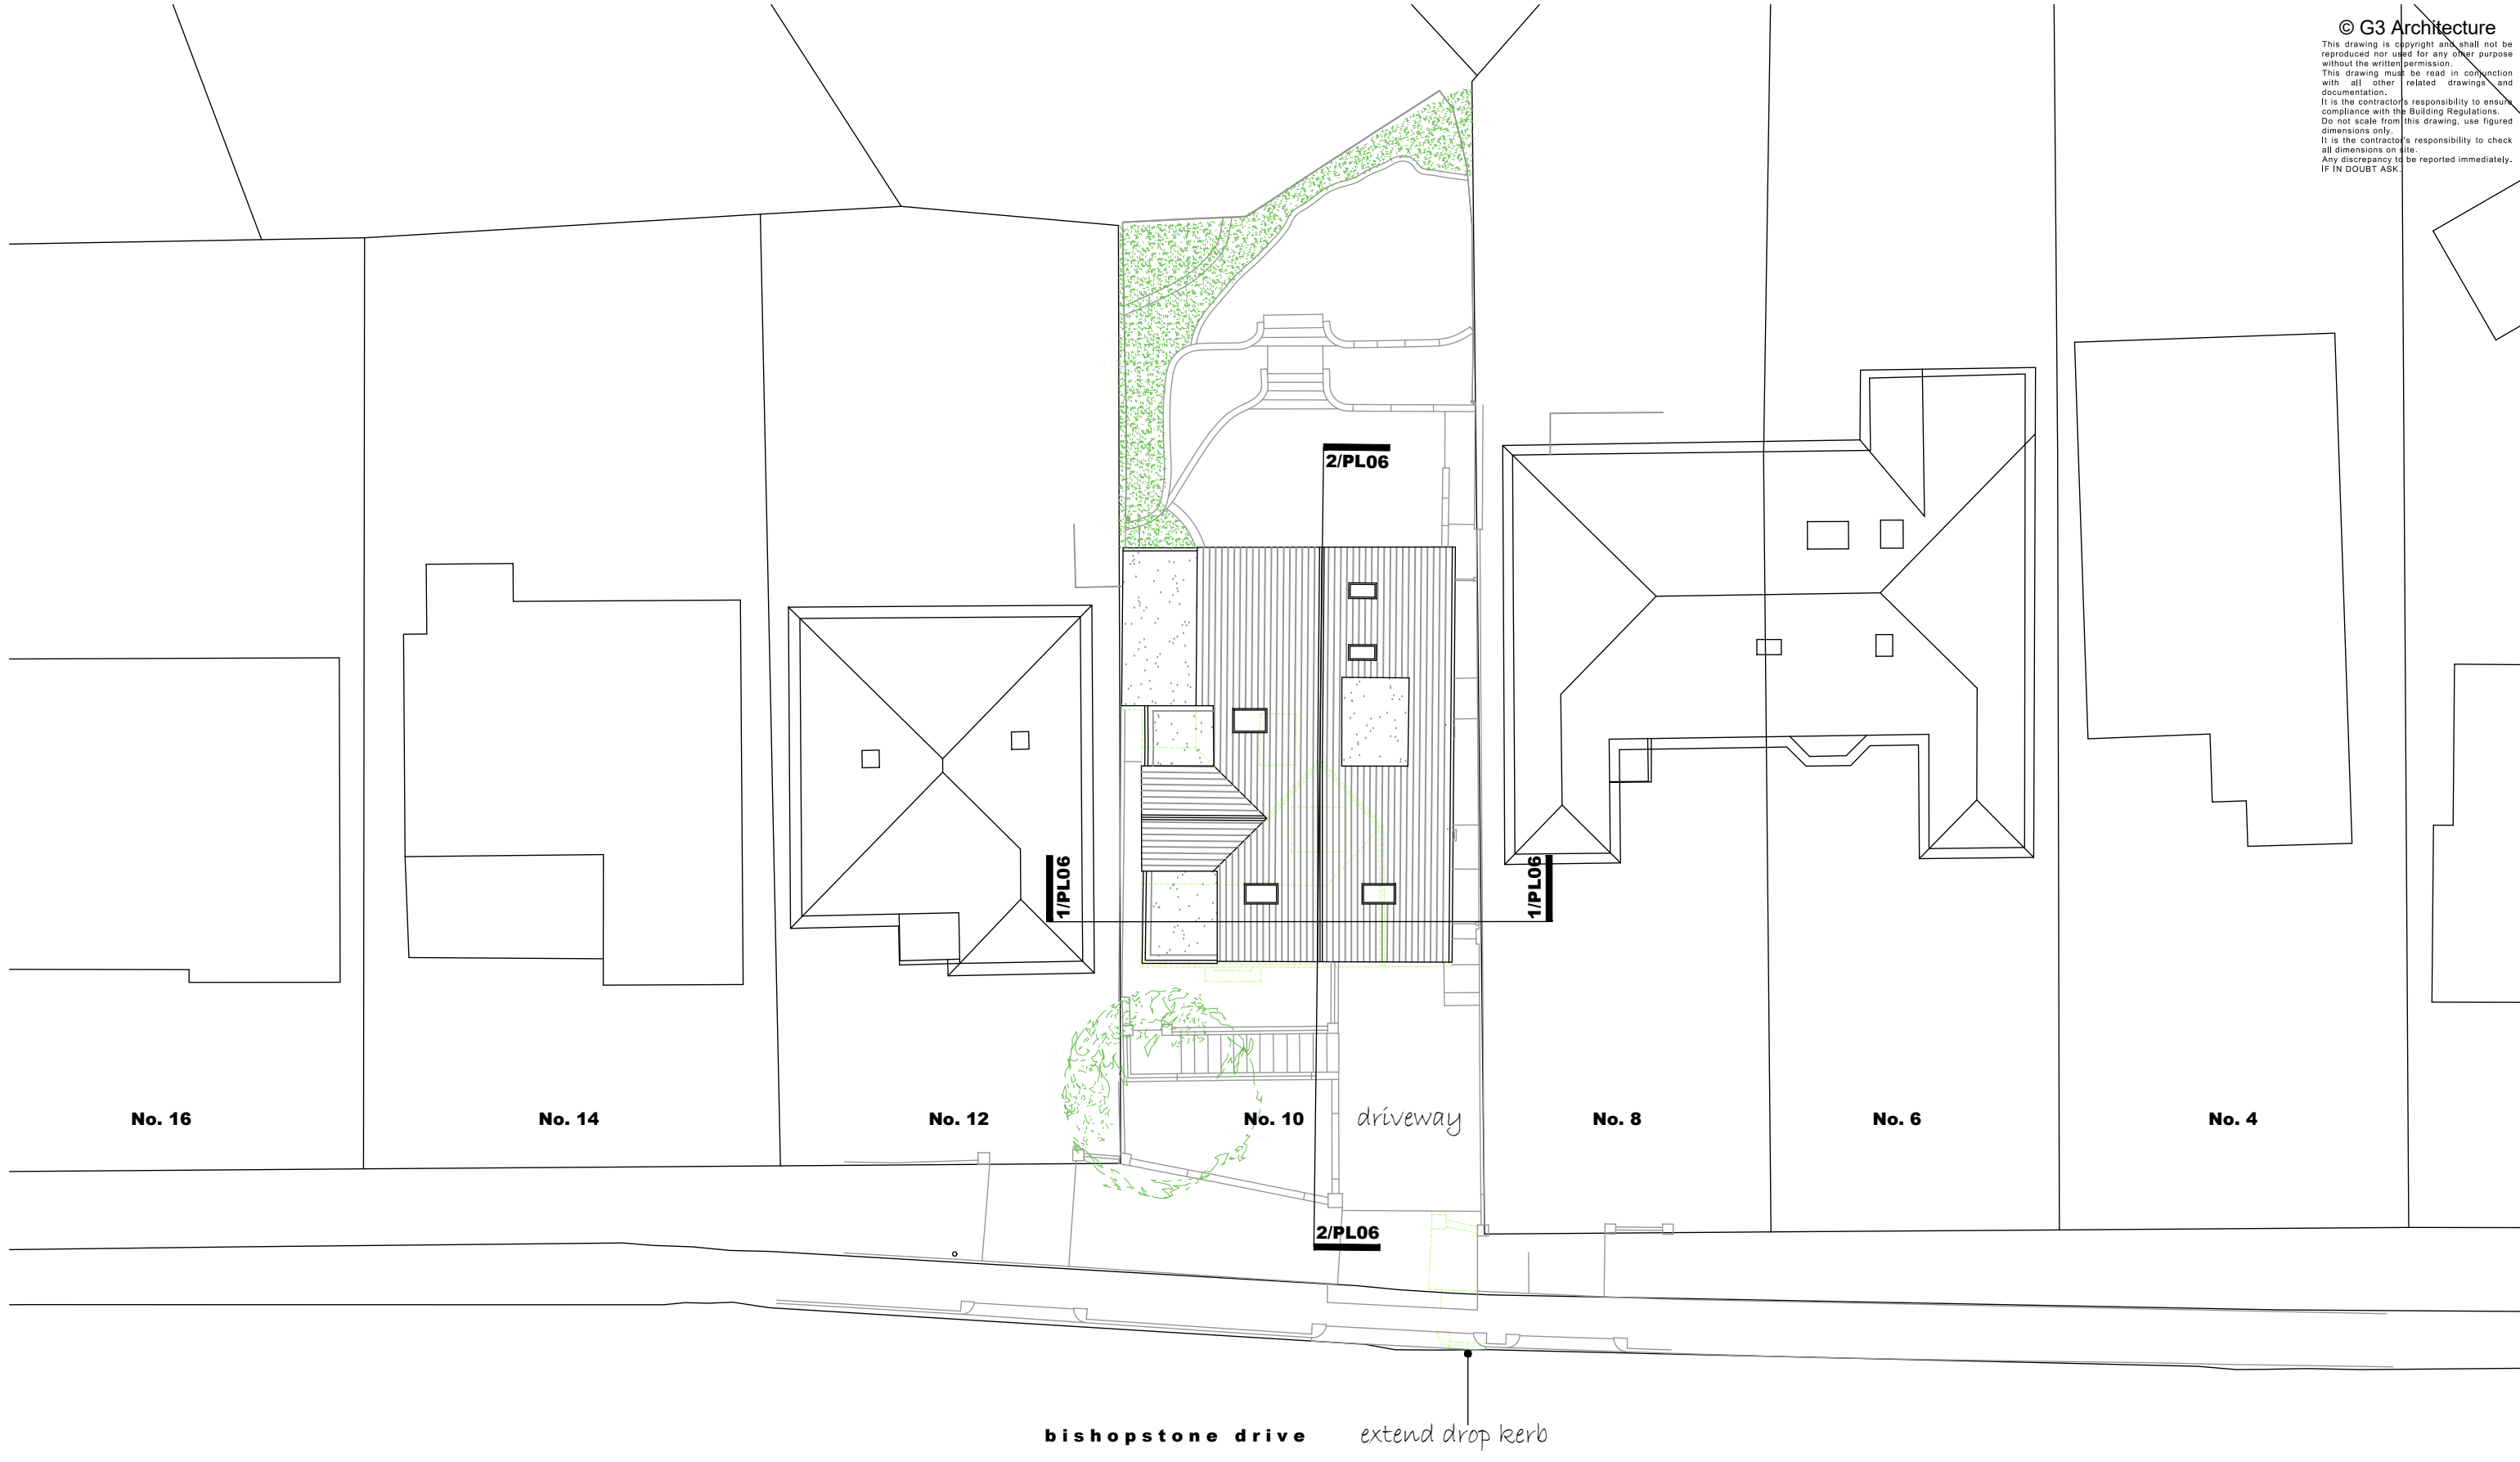 © G3 Architecture
This drawing is copyright and shall not be
reproduced nor used for any other purpose
without the written permission.
This drawing must be read in conjunction
with all other related drawings and
documentation.
It is the contractor's responsibility to ensure
compliance with the Building Regulations.
Do not scale from this drawing, use figured
dimensions only.
It is the contractor's responsibility to check
all dimensions on site.
Any discrepancy to be reported immediately.
IF IN DOUBT ASK.
2/PL06
1/PL06
1/PL06
No. 16
No. 14
No. 12
No. 10
driveway
No. 8
No. 6
No. 4
2/PL06
bishopstone drive
extend drop kerb